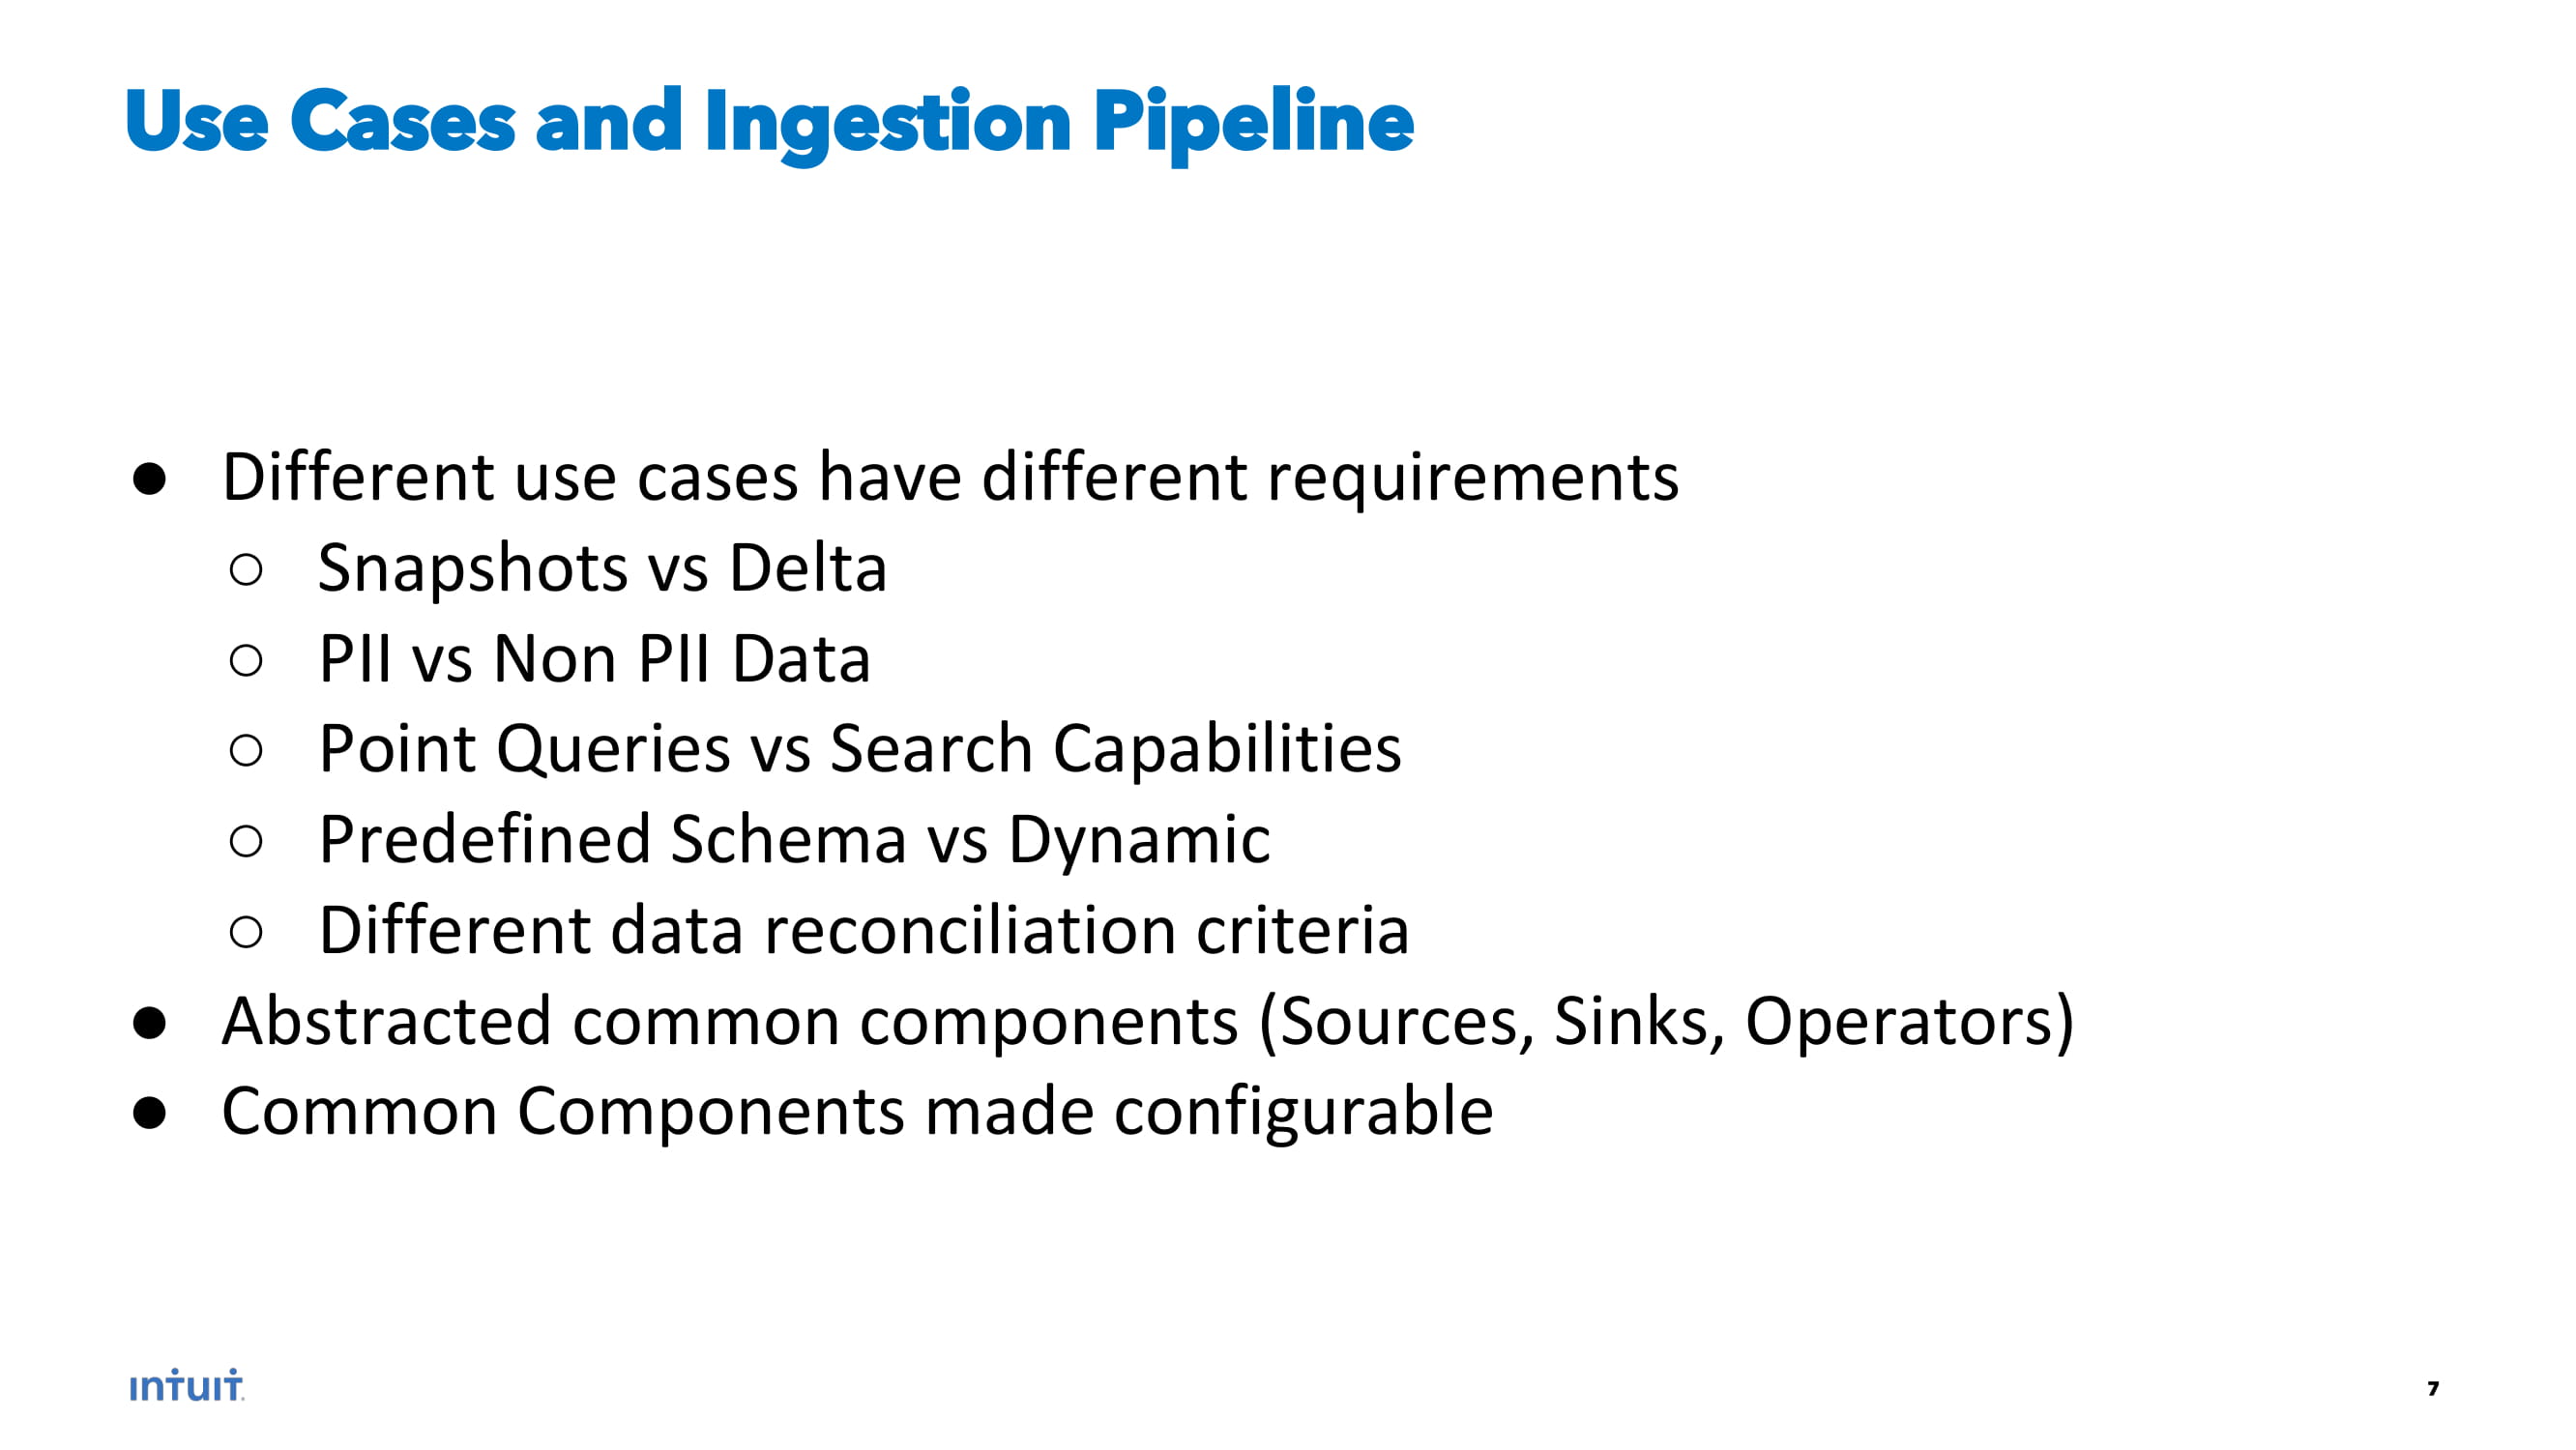 Use Cases and Ingestion Pipeline
● Different use cases have different requirements
○ Snapshots vs Delta
○ PII vs Non PII Data
○ Point Queries vs Search Capabilities
○ Predefined Schema vs Dynamic
○ Different data reconciliation criteria
● Abstracted common components (Sources, Sinks, Operators)
● Common Components made configurable
intuit.
7